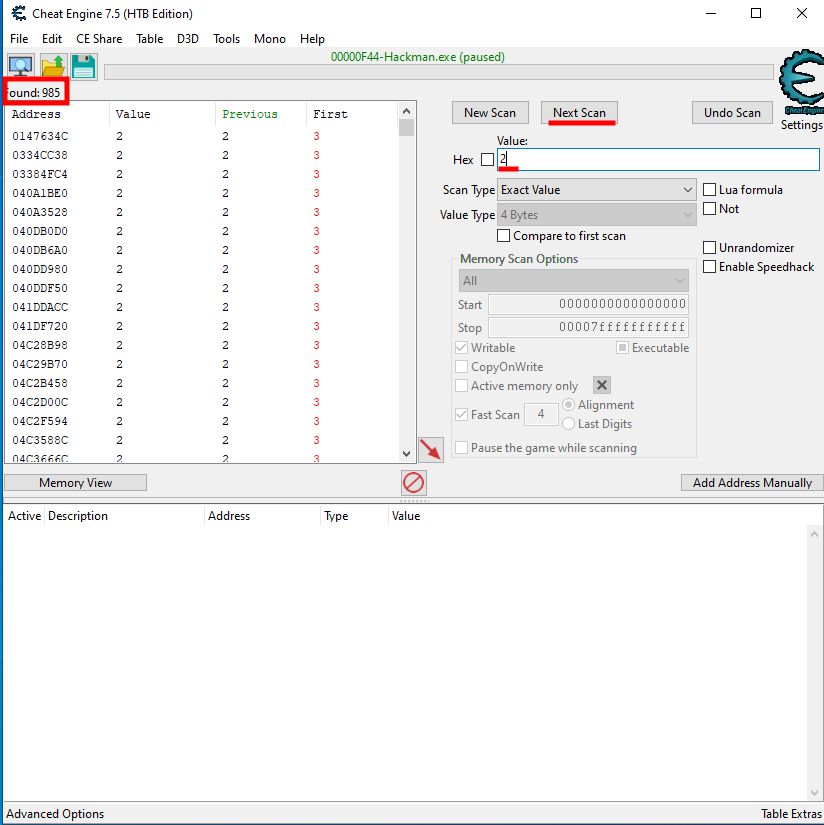 Cheat Engine 7.5 (HTB Edition)
File Edit CE Share Table D3D Tools Mono Help
00000F44-Hackman.exe (paused)
Found: 985
Cheat Engine
Settings
Address Value Previous First
0147634C 2 2 3
0334CC38 2 2 3
03384FC4 2 2 3
040A1BE0 2 2 3
040A3528 2 2 3
040DB0D0 2 2 3
040DB6A0 2 2 3
040DD980 2 2 3
040DDF50 2 2 3
041DDACC 2 2 3
041DF720 2 2 3
04C28B98 2 2 3
04C29B70 2 2 3
04C2B458 2 2 3
04C2D00C 2 2 3
04C2F594 2 2 3
04C3588C 2 2 3
04C3666C 2 2 3
New Scan Next Scan Undo Scan
Value:
Hex 2
Scan Type Exact Value
Lua formula
Value Type 4 Bytes
Not
Compare to first scan
Unrandomizer
Enable Speedhack
Memory Scan Options
All
Start 0000000000000000
Stop 00007fffffffffff
Writable Executable
CopyOnWrite
Active memory only
Fast Scan 4 Alignment
Last Digits
Pause the game while scanning
Memory View
Add Address Manually
Active Description Address Type Value
Advanced Options
Table Extras